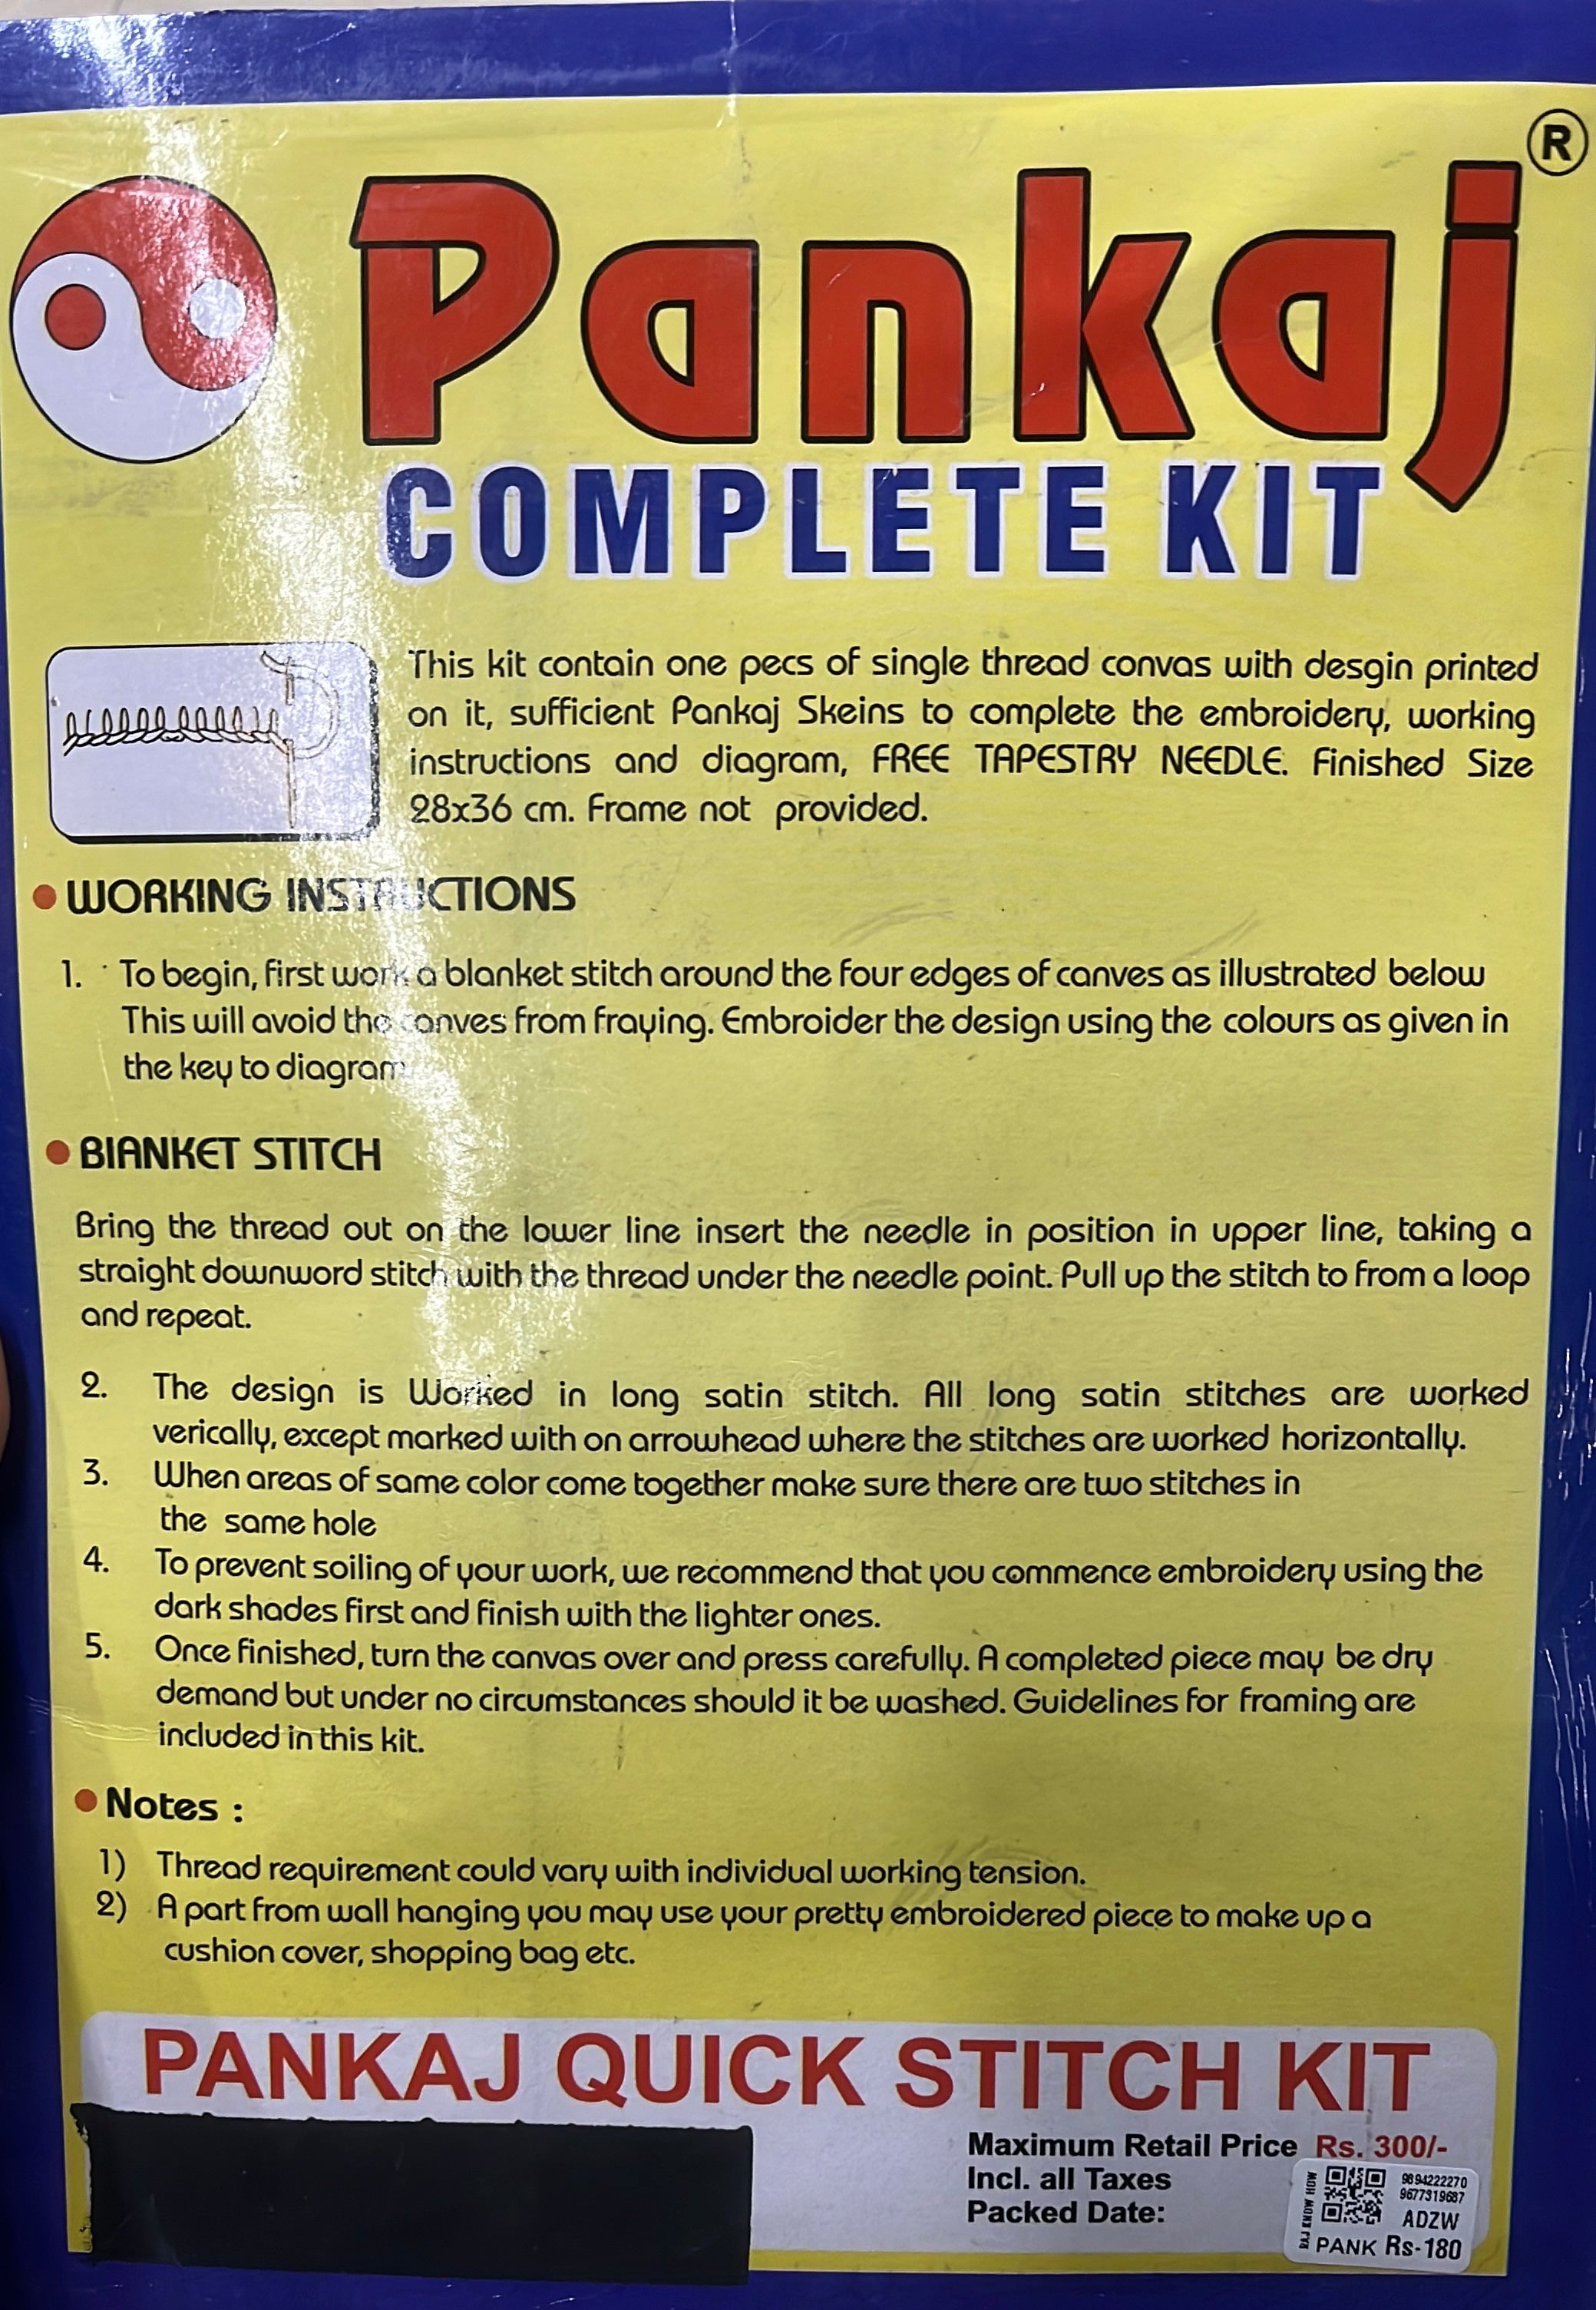 Pankaj®
COMPLETE KIT
This kit contain one pecs of single thread convas with desgin printed
on it, sufficient Pankaj Skeins to complete the embroidery, working
instructions and diagram, FREE TAPESTRY NEEDLE. Finished Size
28x36 cm. Frame not provided.
● WORKING INSTRUCTIONS
1. To begin, first work a blanket stitch around the four edges of canves as illustrated below
This will avoid the canves from fraying. Embroider the design using the colours as given in
the key to diagram
● BIANKET STITCH
Bring the thread out on the lower line insert the needle in position in upper line, taking a
straight downword stitch with the thread under the needle point. Pull up the stitch to from a loop
and repeat.
2. The design is Worked in long satin stitch. All long satin stitches are worked
verically, except marked with on arrowhead where the stitches are worked horizontally.
3. When areas of same color come together make sure there are two stitches in
the same hole
4. To prevent soiling of your work, we recommend that you commence embroidery using the
dark shades first and finish with the lighter ones.
5. Once finished, turn the canvas over and press carefully. A completed piece may be dry
demand but under no circumstances should it be washed. Guidelines for framing are
included in this kit.
● Notes :
1) Thread requirement could vary with individual working tension.
2) A part from wall hanging you may use your pretty embroidered piece to make up a
cushion cover, shopping bag etc.
PANKAJ QUICK STITCH KIT
Maximum Retail Price Rs. 300/-
Incl. all Taxes
Packed Date:
RAJ KNOW HOW
9894222270
9677319687
ADZW
PANK Rs-180